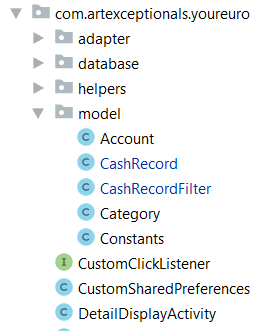 com.artexceptionals.youreuro
adapter
database
helpers
model
C Account
C CashRecord
C CashRecordFilter
C Category
C Constants
I CustomClickListener
C CustomSharedPreferences
C DetailDisplayActivity